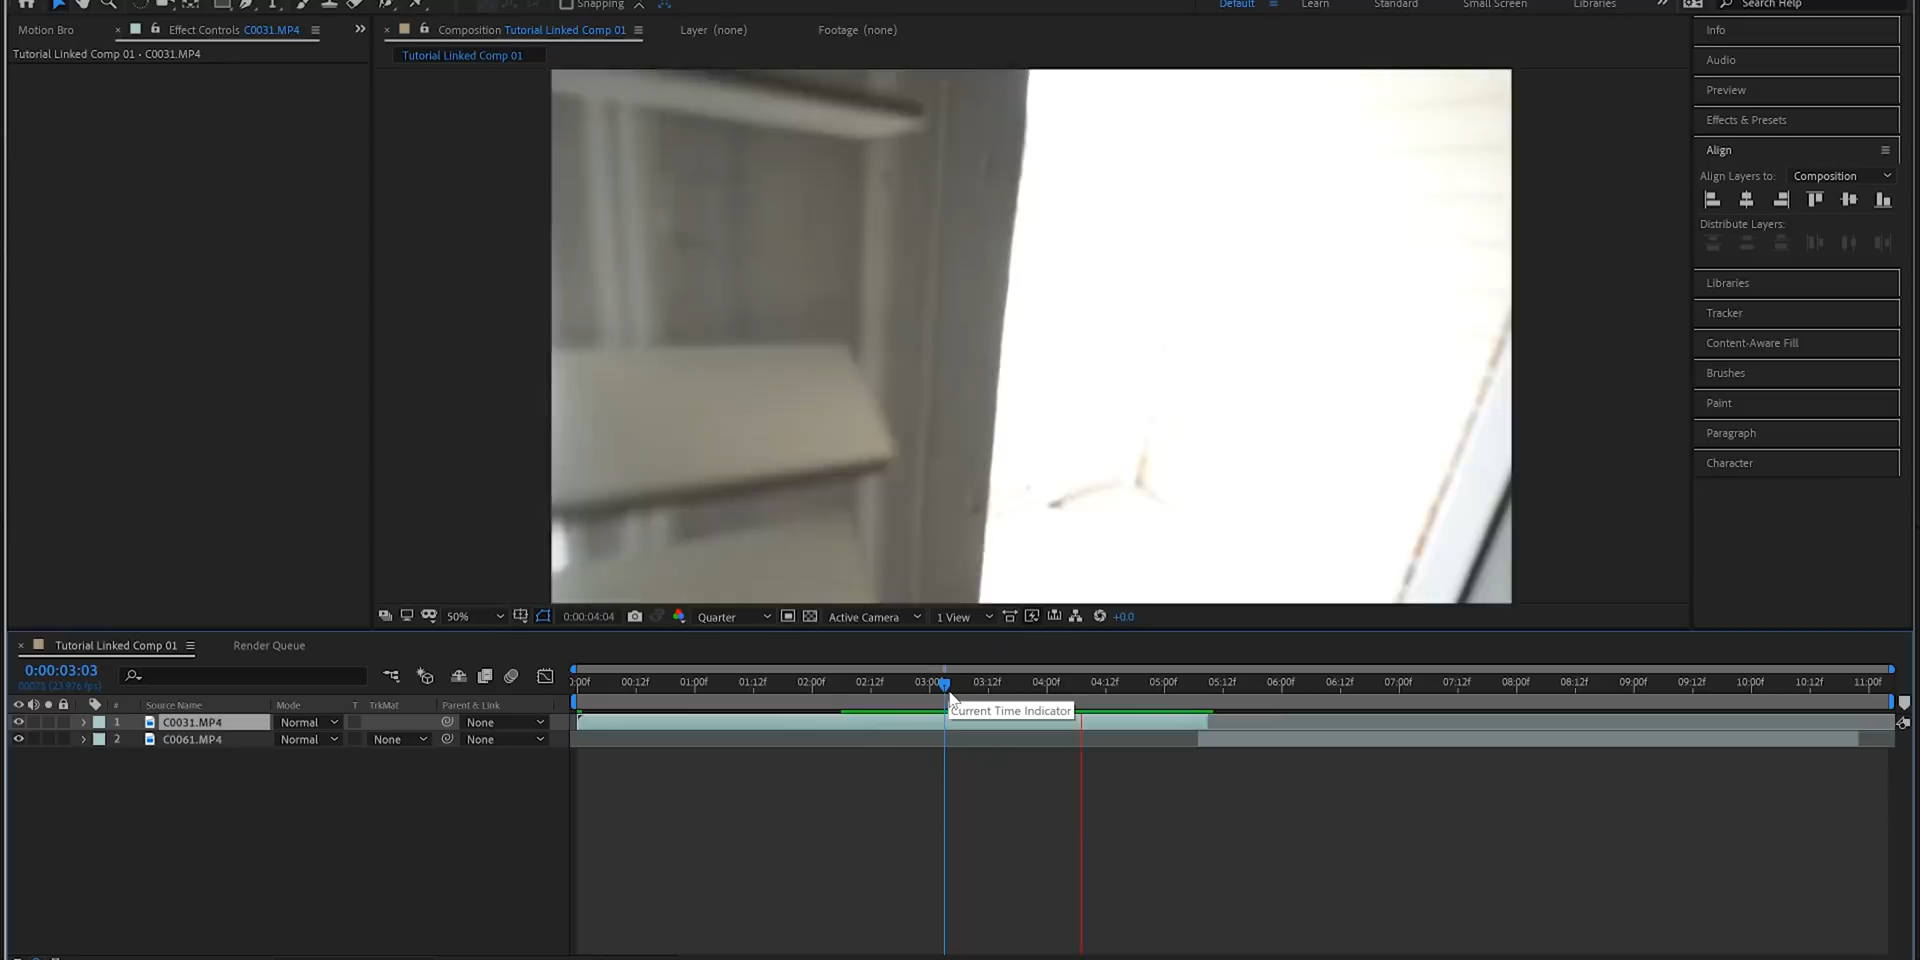 Snapping
Default
Learn
Standard
Small Screen
Libraries
Search Help
Motion Bro
Effect Controls C0031.MP4
Composition Tutorial Linked Comp 01
Layer (none)
Footage (none)
Info
Tutorial Linked Comp 01 • C0031.MP4
Tutorial Linked Comp 01
Audio
Preview
Effects & Presets
Align
Align Layers to:
Composition
Distribute Layers:
Libraries
Tracker
Content-Aware Fill
Brushes
Paint
Paragraph
Character
50%
0:00:04:04
Quarter
Active Camera
1 View
+0.0
Tutorial Linked Comp 01
Render Queue
0:00:03:03
00075 (23.976 fps)
0:00f 00:12f 01:00f 01:12f 02:00f 02:12f 03:00f 03:12f 04:00f 04:12f 05:00f 05:12f 06:00f 06:12f 07:00f 07:12f 08:00f 08:12f 09:00f 09:12f 10:00f 10:12f 11:00f
# Source Name Mode T TrkMat Parent & Link
Current Time Indicator
1 C0031.MP4 Normal None
2 C0061.MP4 Normal None None